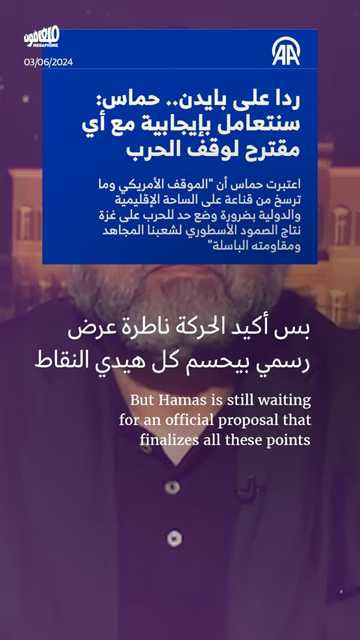 ميغافون
MEGAPHONE
03/06/2024
AA
ردا على بايدن.. حماس:
سنتعامل بإيجابية مع أي
مقترح لوقف الحرب
اعتبرت حماس أن "الموقف الأمريكي وما
ترسخ من قناعة على الساحة الإقليمية
والدولية بضرورة وضع حد للحرب على غزة
نتاج الصمود الأسطوري لشعبنا المجاهد
ومقاومته الباسلة"
بس أكيد الحركة ناطرة عرض
رسمي بيحسم كل هيدي النقاط
But Hamas is still waiting
for an official proposal that
finalizes all these points